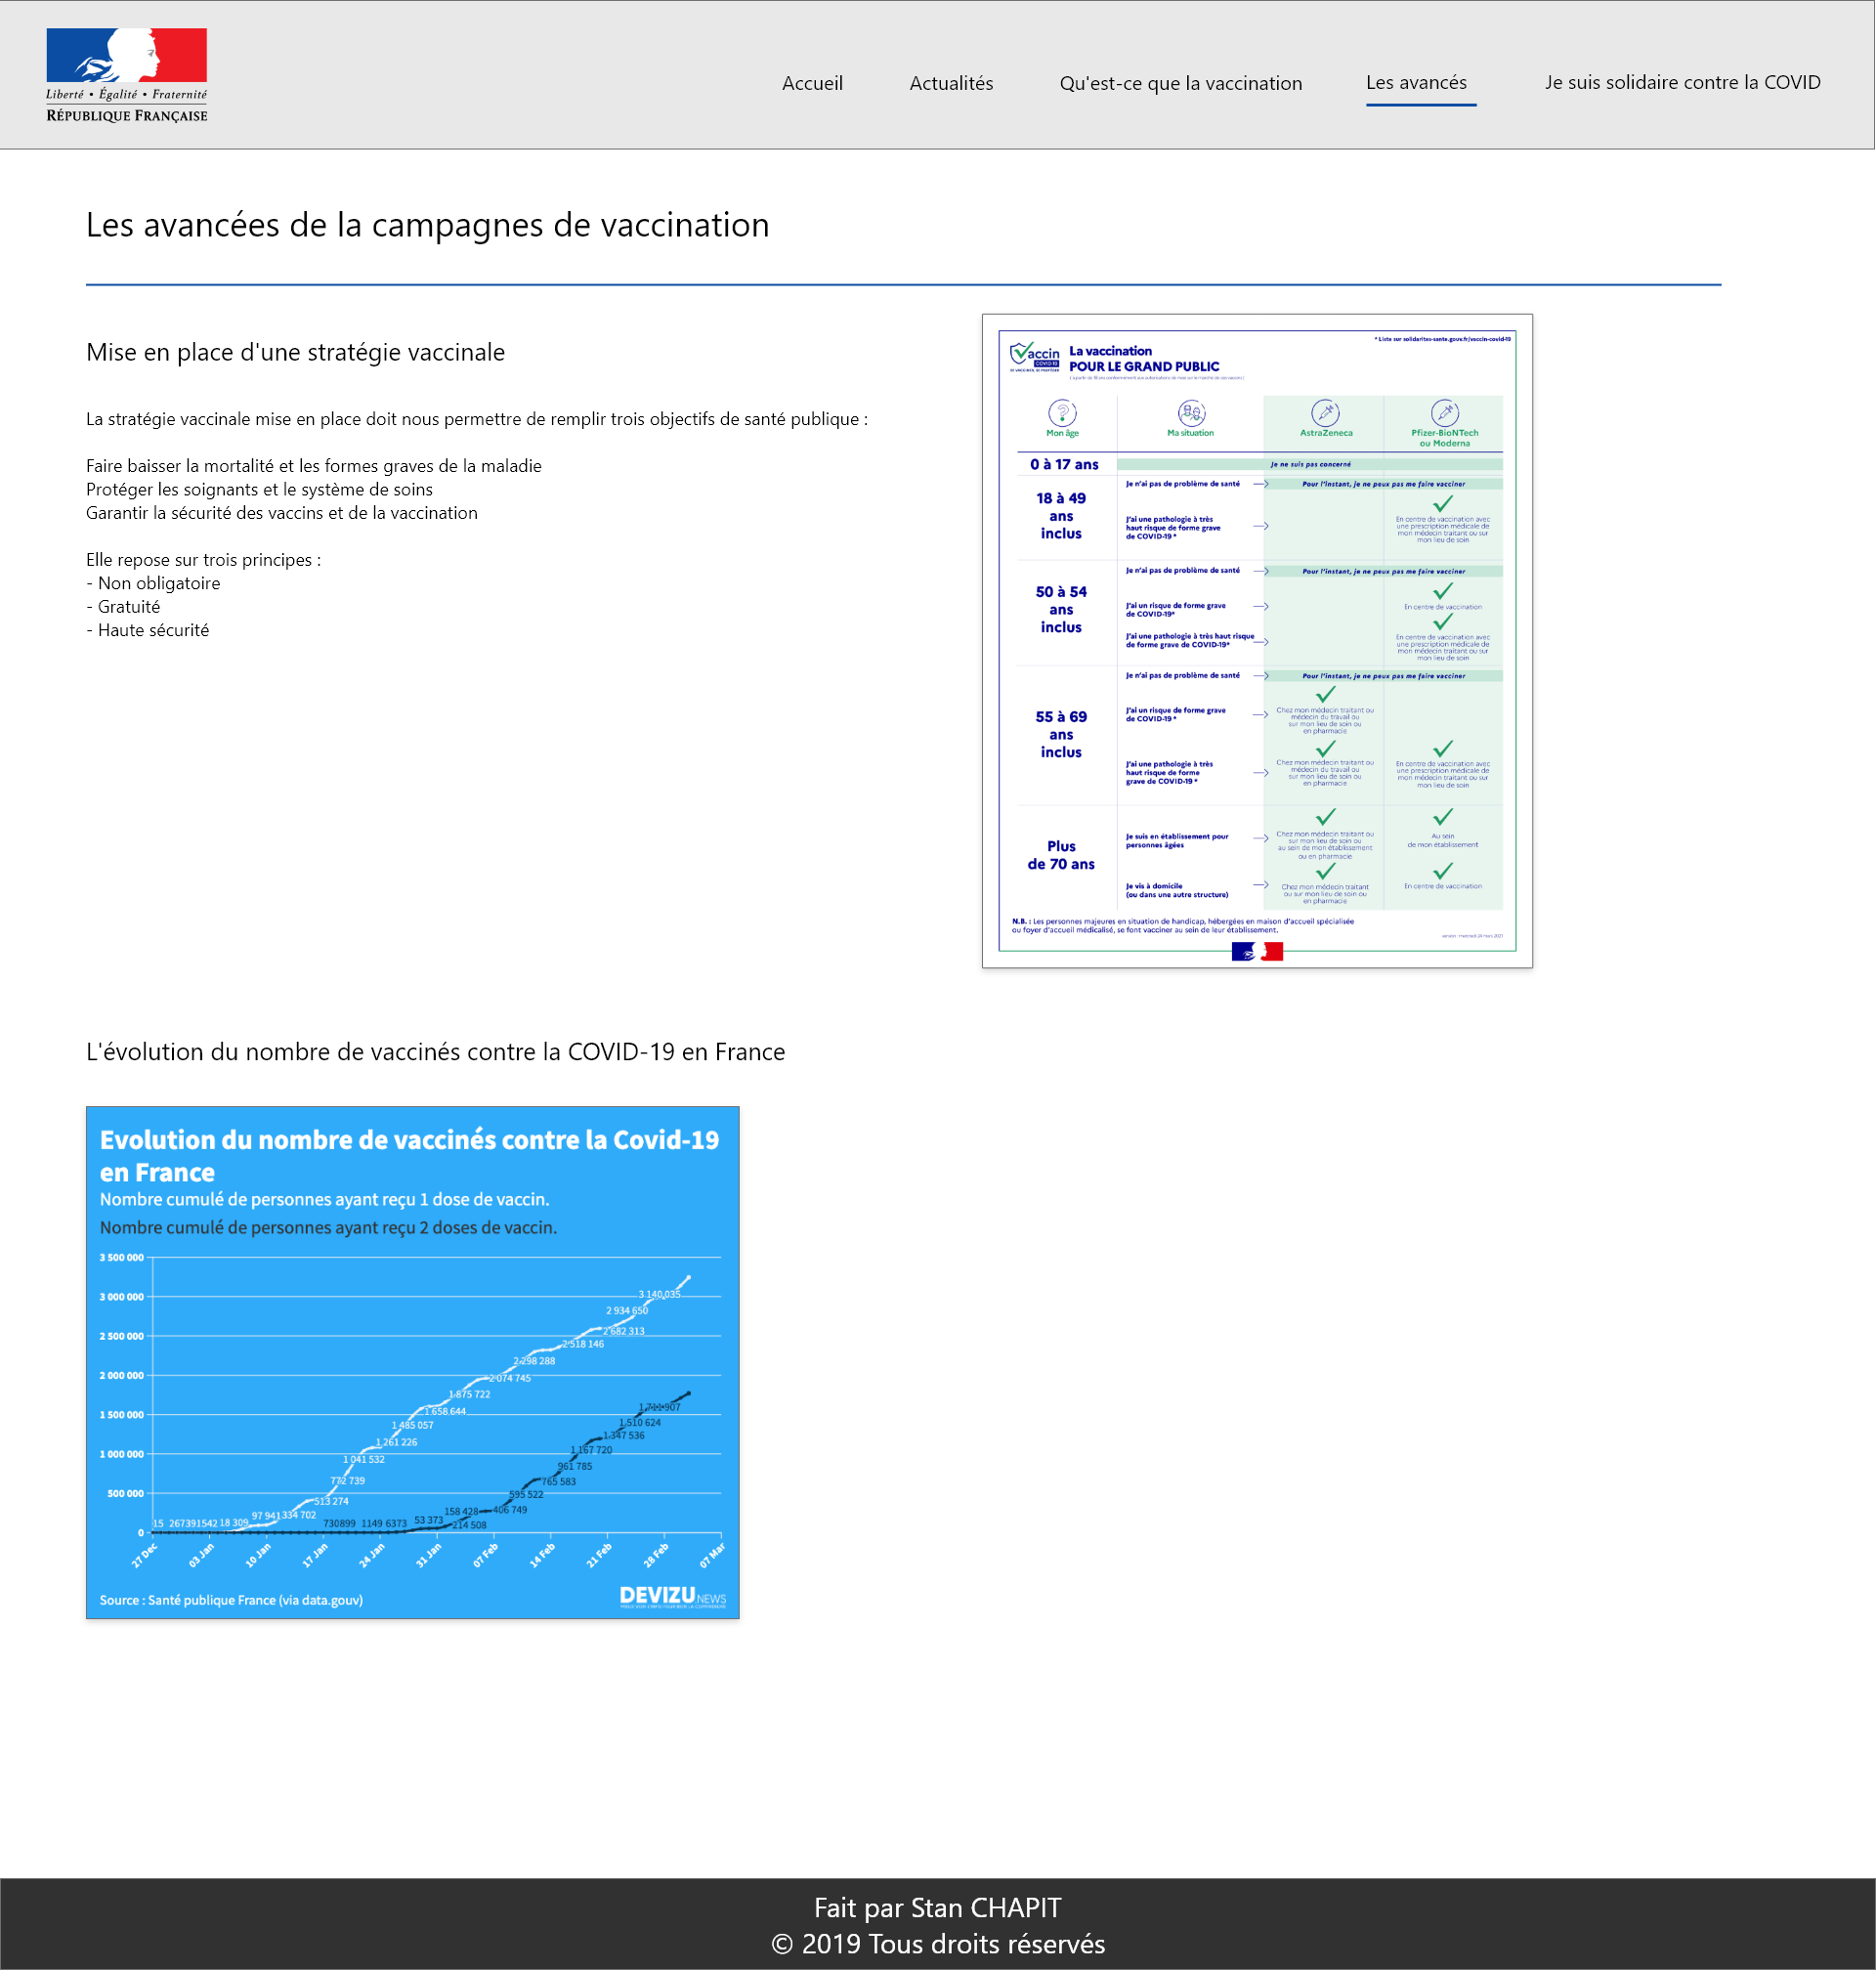 Liberté • Égalité • Fraternité
RÉPUBLIQUE FRANÇAISE
Accueil
Actualités
Qu'est-ce que la vaccination
Les avancés
Je suis solidaire contre la COVID
Les avancées de la campagnes de vaccination
Mise en place d'une stratégie vaccinale
La stratégie vaccinale mise en place doit nous permettre de remplir trois objectifs de santé publique :
Faire baisser la mortalité et les formes graves de la maladie
Protéger les soignants et le système de soins
Garantir la sécurité des vaccins et de la vaccination
Elle repose sur trois principes :
- Non obligatoire
- Gratuité
- Haute sécurité
* Liste sur solidarites-sante.gouv.fr/vaccin-covid-19
Vaccin
COVID-19
La vaccination
POUR LE GRAND PUBLIC
Mon âge
Ma situation
AstraZeneca
Pfizer-BioNTech
ou Moderna
0 à 17 ans
Je ne suis pas concerné
18 à 49
ans
inclus
Je n'ai pas de problème de santé
Pour l'instant, je ne peux pas me faire vacciner
J'ai une pathologie à très
haut risque de forme grave
de COVID-19 *
En centre de vaccination avec
une prescription médicale de
mon médecin traitant ou sur
mon lieu de soin
50 à 54
ans
inclus
Je n'ai pas de problème de santé
Pour l'instant, je ne peux pas me faire vacciner
J'ai un risque de forme grave
de COVID-19*
En centre de vaccination
J'ai une pathologie à très haut risque
de forme grave de COVID-19*
En centre de vaccination avec
une prescription médicale de
mon médecin traitant ou sur
mon lieu de soin
55 à 69
ans
inclus
Je n'ai pas de problème de santé
Pour l'instant, je ne peux pas me faire vacciner
J'ai un risque de forme grave
de COVID-19 *
Chez mon médecin traitant ou
médecin du travail ou
sur mon lieu de soin ou
en pharmacie
J'ai une pathologie à très
haut risque de forme
grave de COVID-19 *
Chez mon médecin traitant ou
médecin du travail ou
sur mon lieu de soin ou
en pharmacie
En centre de vaccination avec
une prescription médicale de
mon médecin traitant ou sur
mon lieu de soin
Plus
de 70 ans
Je suis en établissement pour
personnes âgées
Chez mon médecin traitant ou
sur mon lieu de soin ou
au sein de mon établissement
ou en pharmacie
Au sein
de mon établissement
Je vis à domicile
(ou dans une autre structure)
Chez mon médecin traitant
ou sur mon lieu de soin ou
en pharmacie
En centre de vaccination
N.B. : Les personnes majeures en situation de handicap, hébergées en maison d'accueil spécialisée
ou foyer d'accueil médicalisé, se font vacciner au sein de leur établissement.
version : mercredi 24 mars 2021
L'évolution du nombre de vaccinés contre la COVID-19 en France
Evolution du nombre de vaccinés contre la Covid-19
en France
Nombre cumulé de personnes ayant reçu 1 dose de vaccin.
Nombre cumulé de personnes ayant reçu 2 doses de vaccin.
3 500 000
3 000 000
2 500 000
2 000 000
1 500 000
1 000 000
500 000
0
15
267391542
18 309
97 941
334 702
513 274
772 739
1 041 532
1 261 226
1 485 057
1 658 644
1 875 722
2 074 745
2 298 288
2 518 146
2 682 313
2 934 650
3 140 035
730899
1149
6373
53 373
158 428
214 508
406 749
595 522
765 583
961 785
1 167 720
1 347 536
1 510 624
1 711 907
27 Dec
03 Jan
10 Jan
17 Jan
24 Jan
31 Jan
07 Feb
14 Feb
21 Feb
28 Feb
07 Mar
Source : Santé publique France (via data.gouv)
DEVIZU.NEWS
Fait par Stan CHAPIT
© 2019 Tous droits réservés